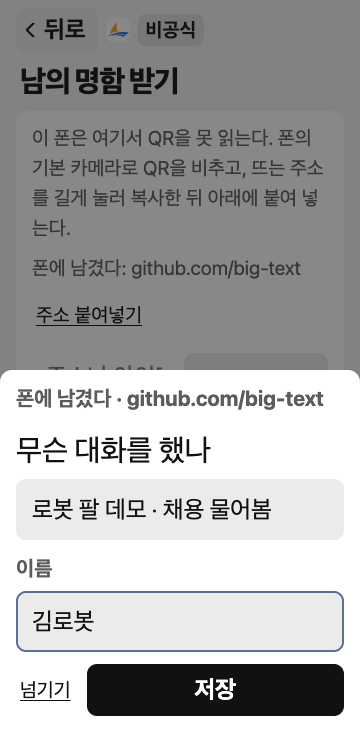 뒤로
비공식
남의 명함 받기
이 폰은 여기서 QR을 못 읽는다. 폰의
기본 카메라로 QR을 비추고, 뜨는 주소
를 길게 눌러 복사한 뒤 아래에 붙여 넣
는다.
폰에 남겼다: github.com/big-text
주소 붙여넣기
폰에 남겼다 · github.com/big-text
무슨 대화를 했나
로봇 팔 데모 · 채용 물어봄
이름
김로봇
넘기기
저장